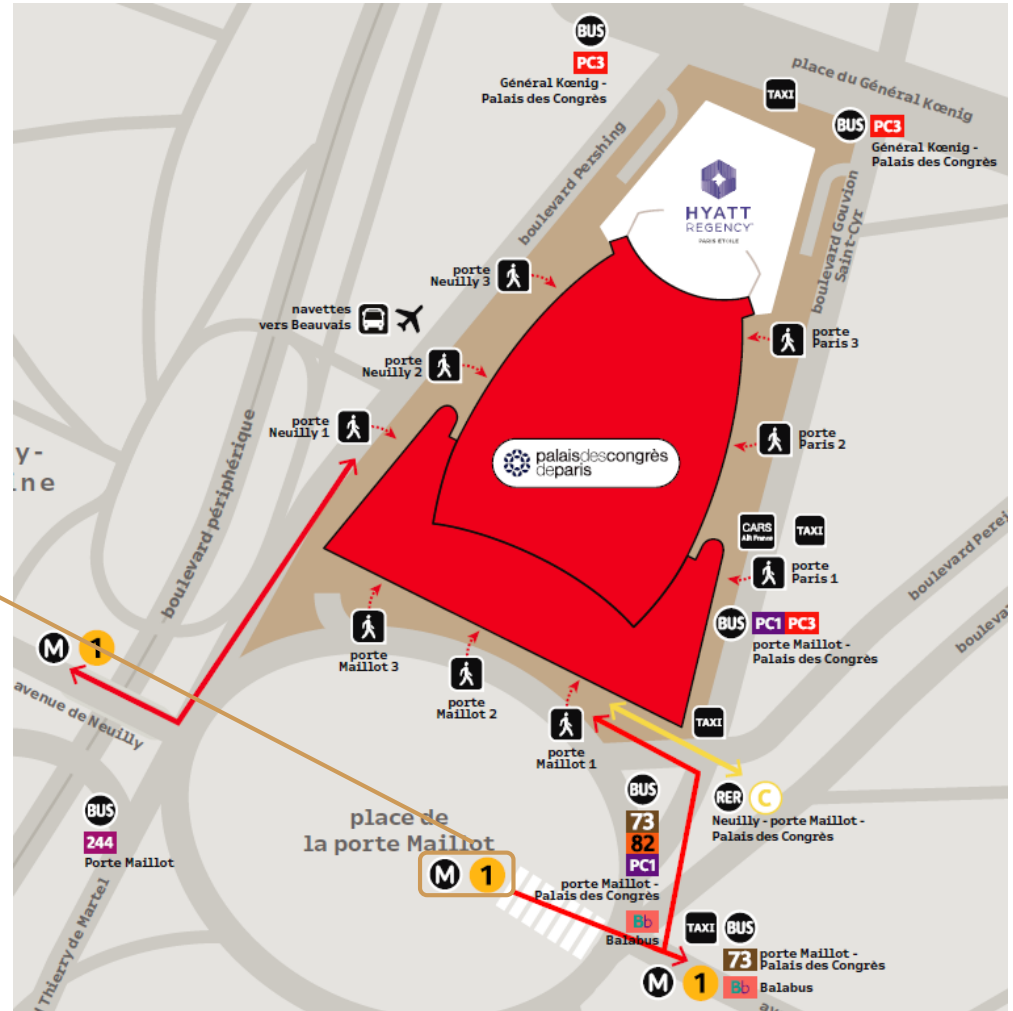 BUS
PC3
Général Kœnig -
Palais des Congrès
place du Général Kœnig
TAXI
BUS PC3
Général Kœnig -
Palais des Congrès
boulevard Pershing
HYATT
REGENCY
PARIS ETOILE
boulevard Gouvion
Saint-Cyr
porte
Neuilly 3
navettes
vers Beauvais
porte
Paris 3
porte
Neuilly 2
porte
Neuilly 1
porte
Paris 2
palaisdescongrès
deparis
y-
ine
boulevard périphérique
CARS
Air France
TAXI
boulevard Perei
porte
Paris 1
bouleva
BUS PC1 PC3
porte Maillot -
Palais des Congrès
M 1
porte
Maillot 3
porte
Maillot 2
porte
Maillot 1
TAXI
avenue de Neuilly
BUS
244
Porte Maillot
RER C
Neuilly - porte Maillot -
Palais des Congrès
place de
la porte Maillot
M 1
BUS
73
82
PC1
porte Maillot -
Palais des Congrès
Bb
Balabus
TAXI BUS
73 porte Maillot -
Palais des Congrès
Bb Balabus
M 1
d Thierry de Martel
av